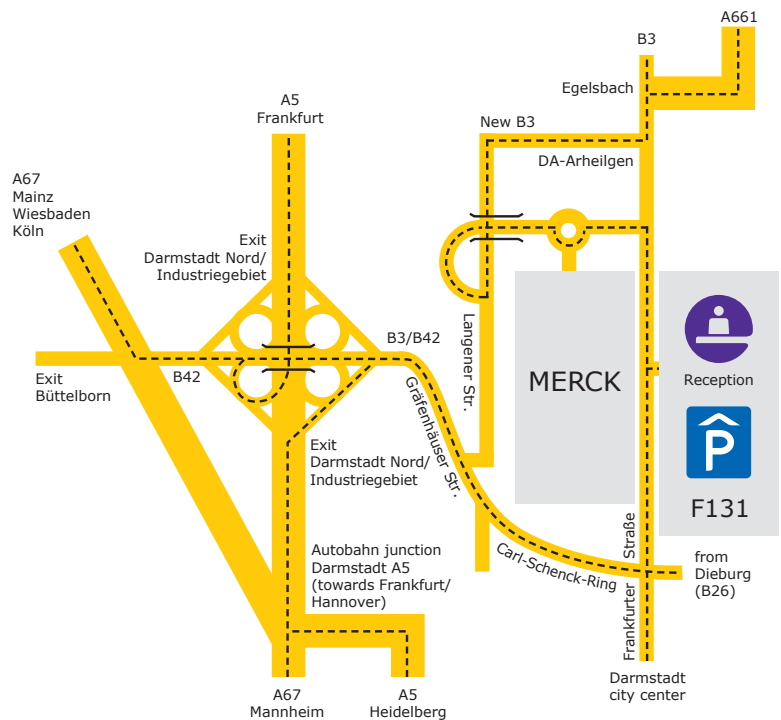 A661
B3
A5
Frankfurt
Egelsbach
New B3
DA-Arheilgen
A67
Mainz
Wiesbaden
Köln
Exit
Darmstadt Nord/
Industriegebiet
B3/B42
Langener Str.
MERCK
Reception
Exit
Büttelborn
B42
Gräfenhäuser Str.
P
F131
Exit
Darmstadt Nord/
Industriegebiet
Autobahn junction
Darmstadt A5
(towards Frankfurt/
Hannover)
Carl-Schenck-Ring
Frankfurter Straße
from
Dieburg
(B26)
A67
Mannheim
A5
Heidelberg
Darmstadt
city center